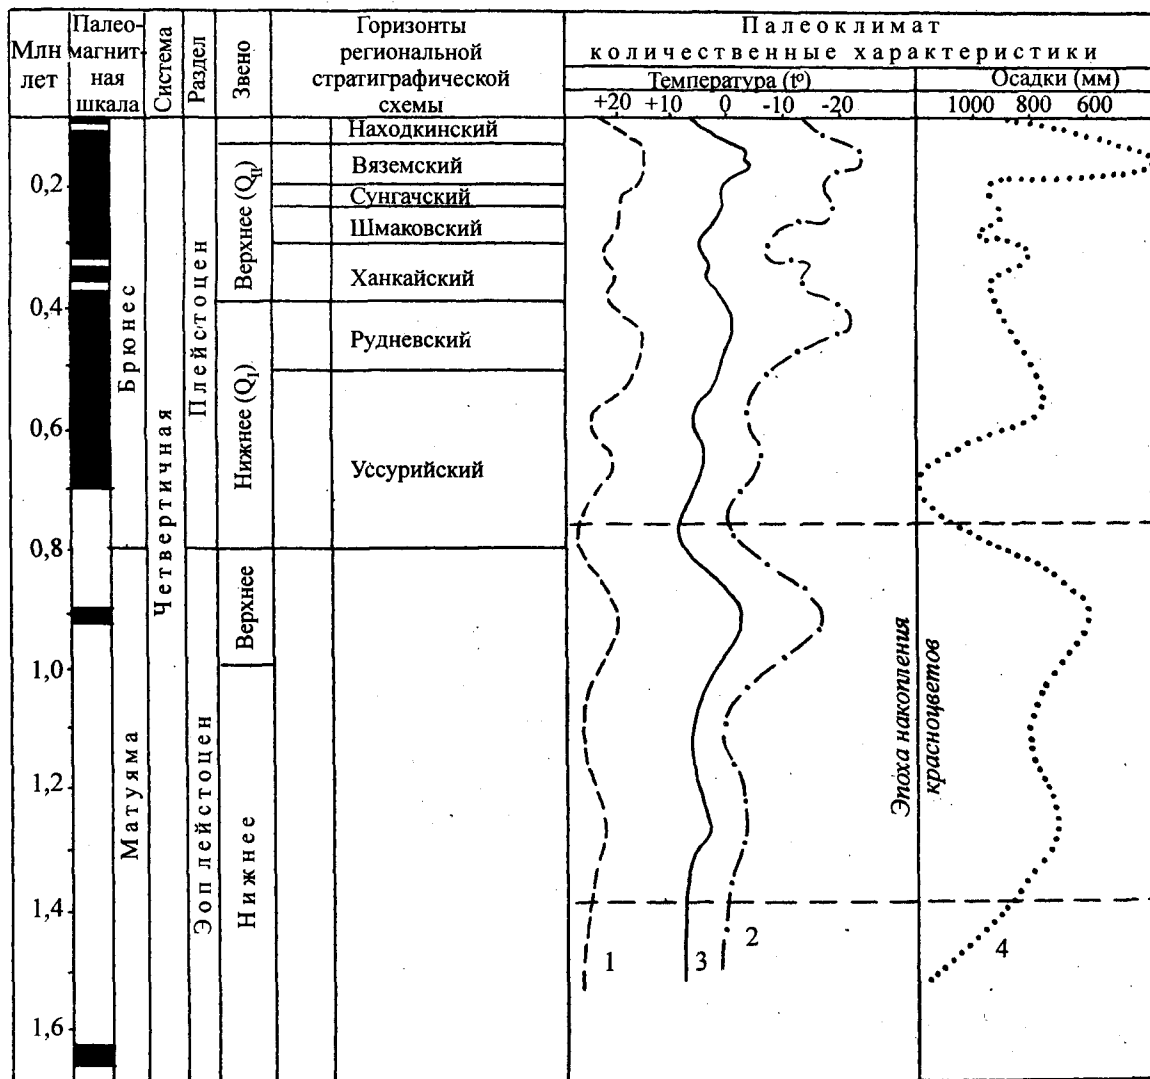 Млн
лет
Палео-
магнит-
ная
шкала
Система
Раздел
Звено
Горизонты
региональной
стратиграфической
схемы
Палеоклимат
количественные характеристики
Температура (t°)
Осадки (мм)
+20 +10 0 -10 -20
1000 800 600
0,2
0,4
0,6
0,8
1,0
1,2
1,4
1,6
Брюнес
Матуяма
Четвертичная
Плейстоцен
Эоплейстоцен
Верхнее (QII)
Нижнее (QI)
Верхнее
Нижнее
Находкинский
Вяземский
Сунгачский
Шмаковский
Ханкайский
Рудневский
Уссурийский
Эпоха накопления
красноцветов
1
3
2
4